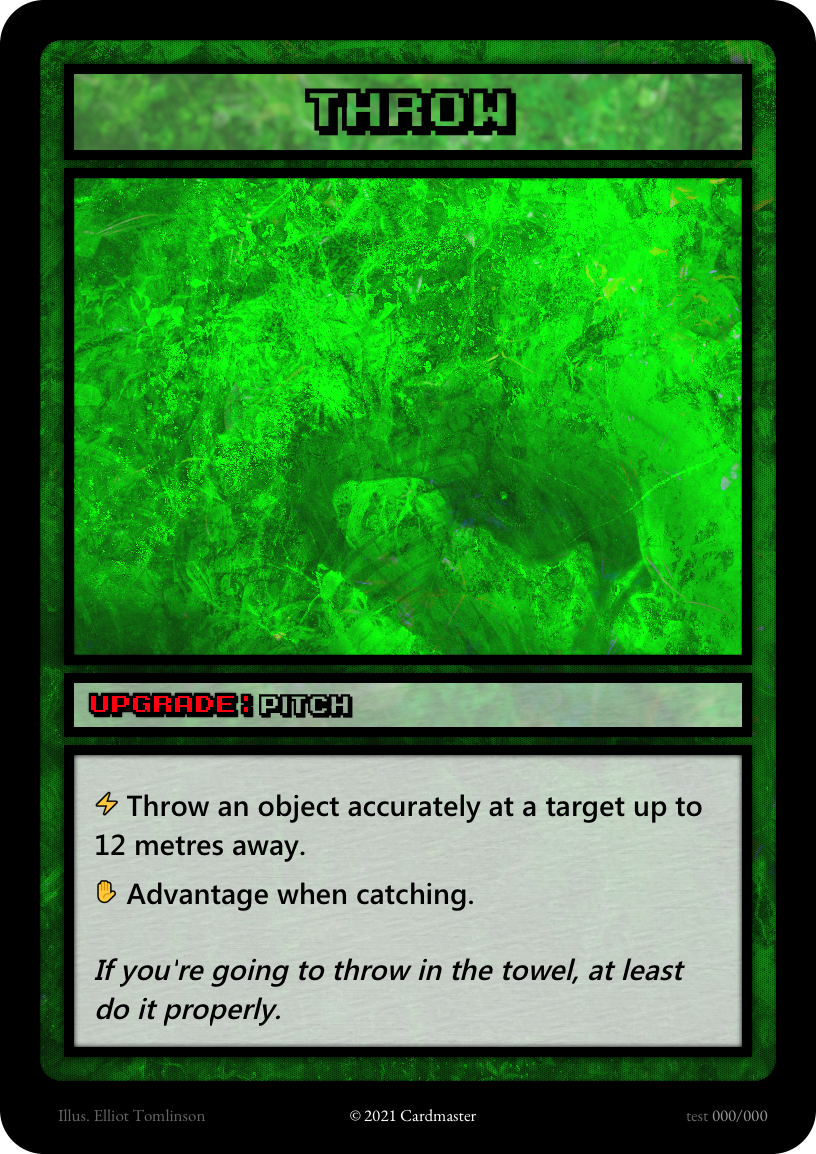 THROW
UPGRADE: PITCH
⚡ Throw an object accurately at a target up to
12 metres away.
✋ Advantage when catching.
If you're going to throw in the towel, at least
do it properly.
Illus. Elliot Tomlinson © 2021 Cardmaster test 000/000